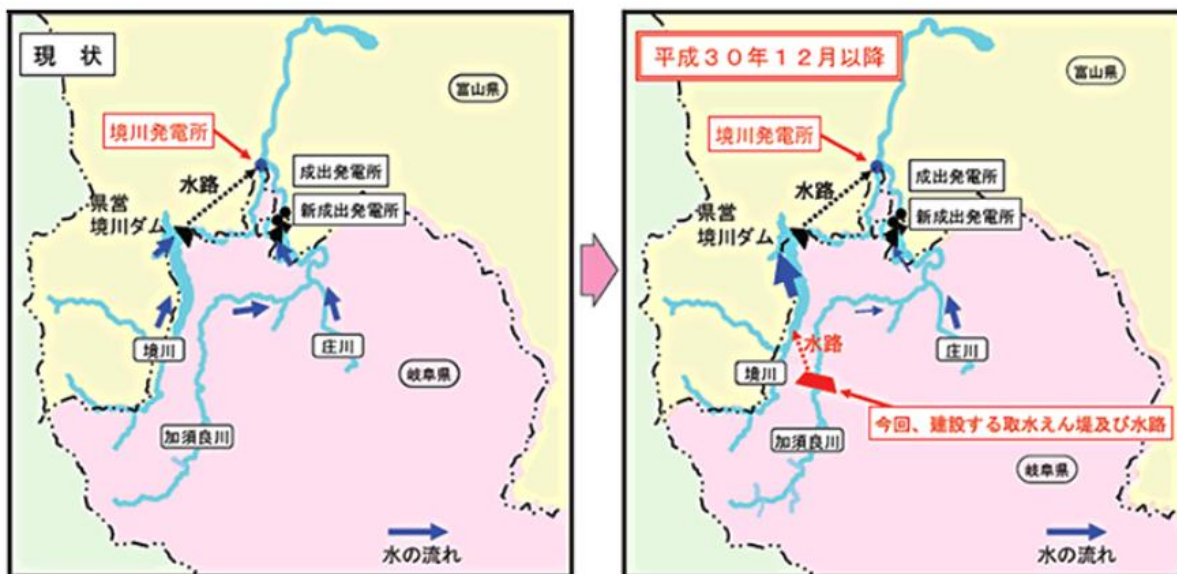 現 状
富山県
境川発電所
成出発電所
水路
新成出発電所
県営
境川ダム
境川
庄川
岐阜県
加須良川
水の流れ
平成30年12月以降
富山県
境川発電所
成出発電所
水路
新成出発電所
県営
境川ダム
水路
境川
庄川
今回、建設する取水えん堤及び水路
加須良川
岐阜県
水の流れ